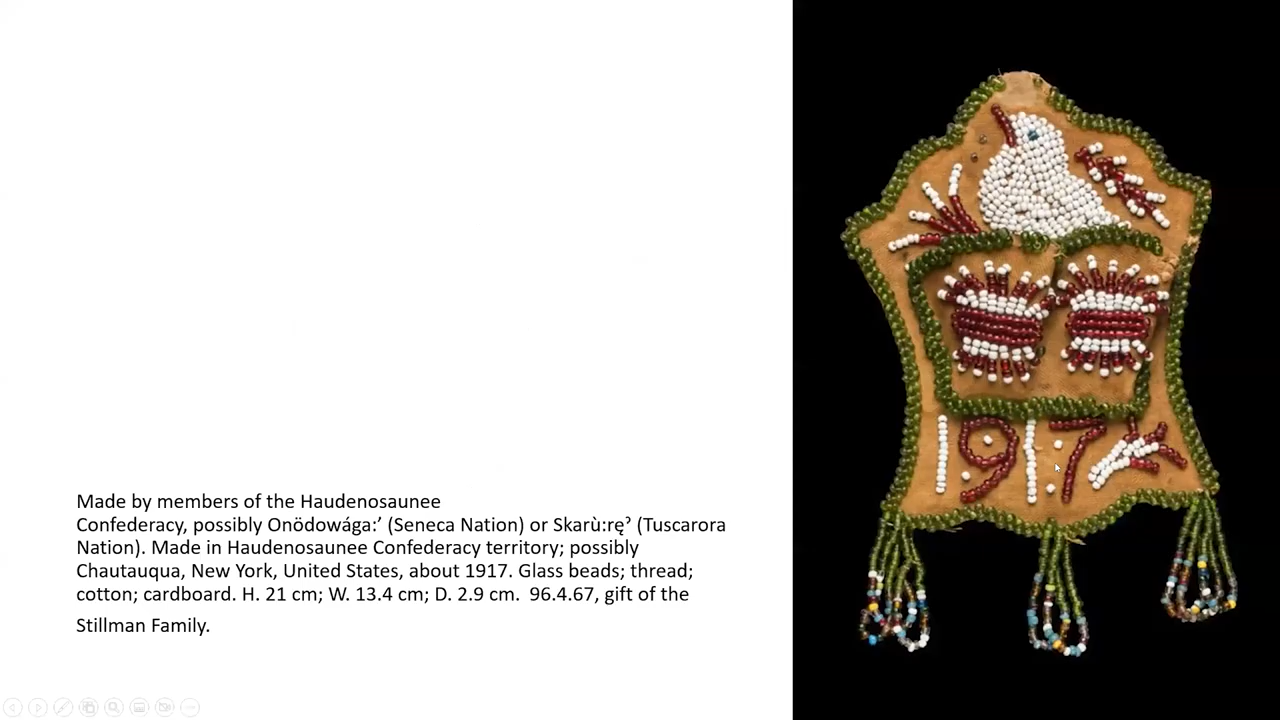 Made by members of the Haudenosaunee
Confederacy, possibly Onödowága:ʼ (Seneca Nation) or Skarù:ręˀ (Tuscarora
Nation). Made in Haudenosaunee Confederacy territory; possibly
Chautauqua, New York, United States, about 1917. Glass beads; thread;
cotton; cardboard. H. 21 cm; W. 13.4 cm; D. 2.9 cm.  96.4.67, gift of the
Stillman Family.
1917